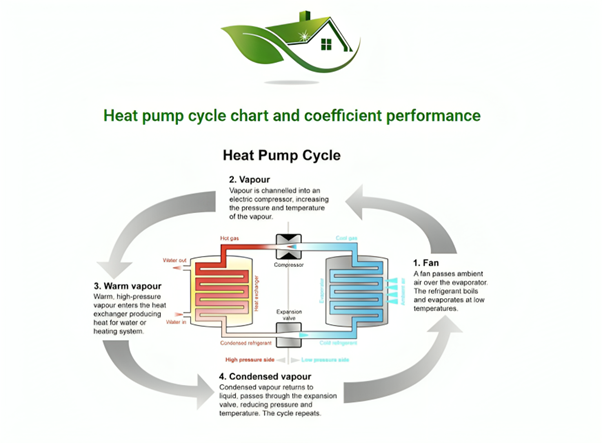 Heat pump cycle chart and coefficient performance
Heat Pump Cycle
2. Vapour
Vapour is channelled into an
electric compressor, increasing
the pressure and temperature
of the vapour.
Hot gas
Cool gas
Water out
Compressor
1. Fan
A fan passes ambient
air over the evaporator.
The refrigerant boils
and evaporates at low
temperatures.
3. Warm vapour
Warm, high-pressure
vapour enters the heat
exchanger producing
heat for water or
heating system.
Heat exchanger
Evaporator
Ambient air
Water in
Expansion
valve
Condensed refrigerant
Cold refrigerant
High pressure side
Low pressure side
4. Condensed vapour
Condensed vapour returns to
liquid, passes through the expansion
valve, reducing pressure and
temperature. The cycle repeats.